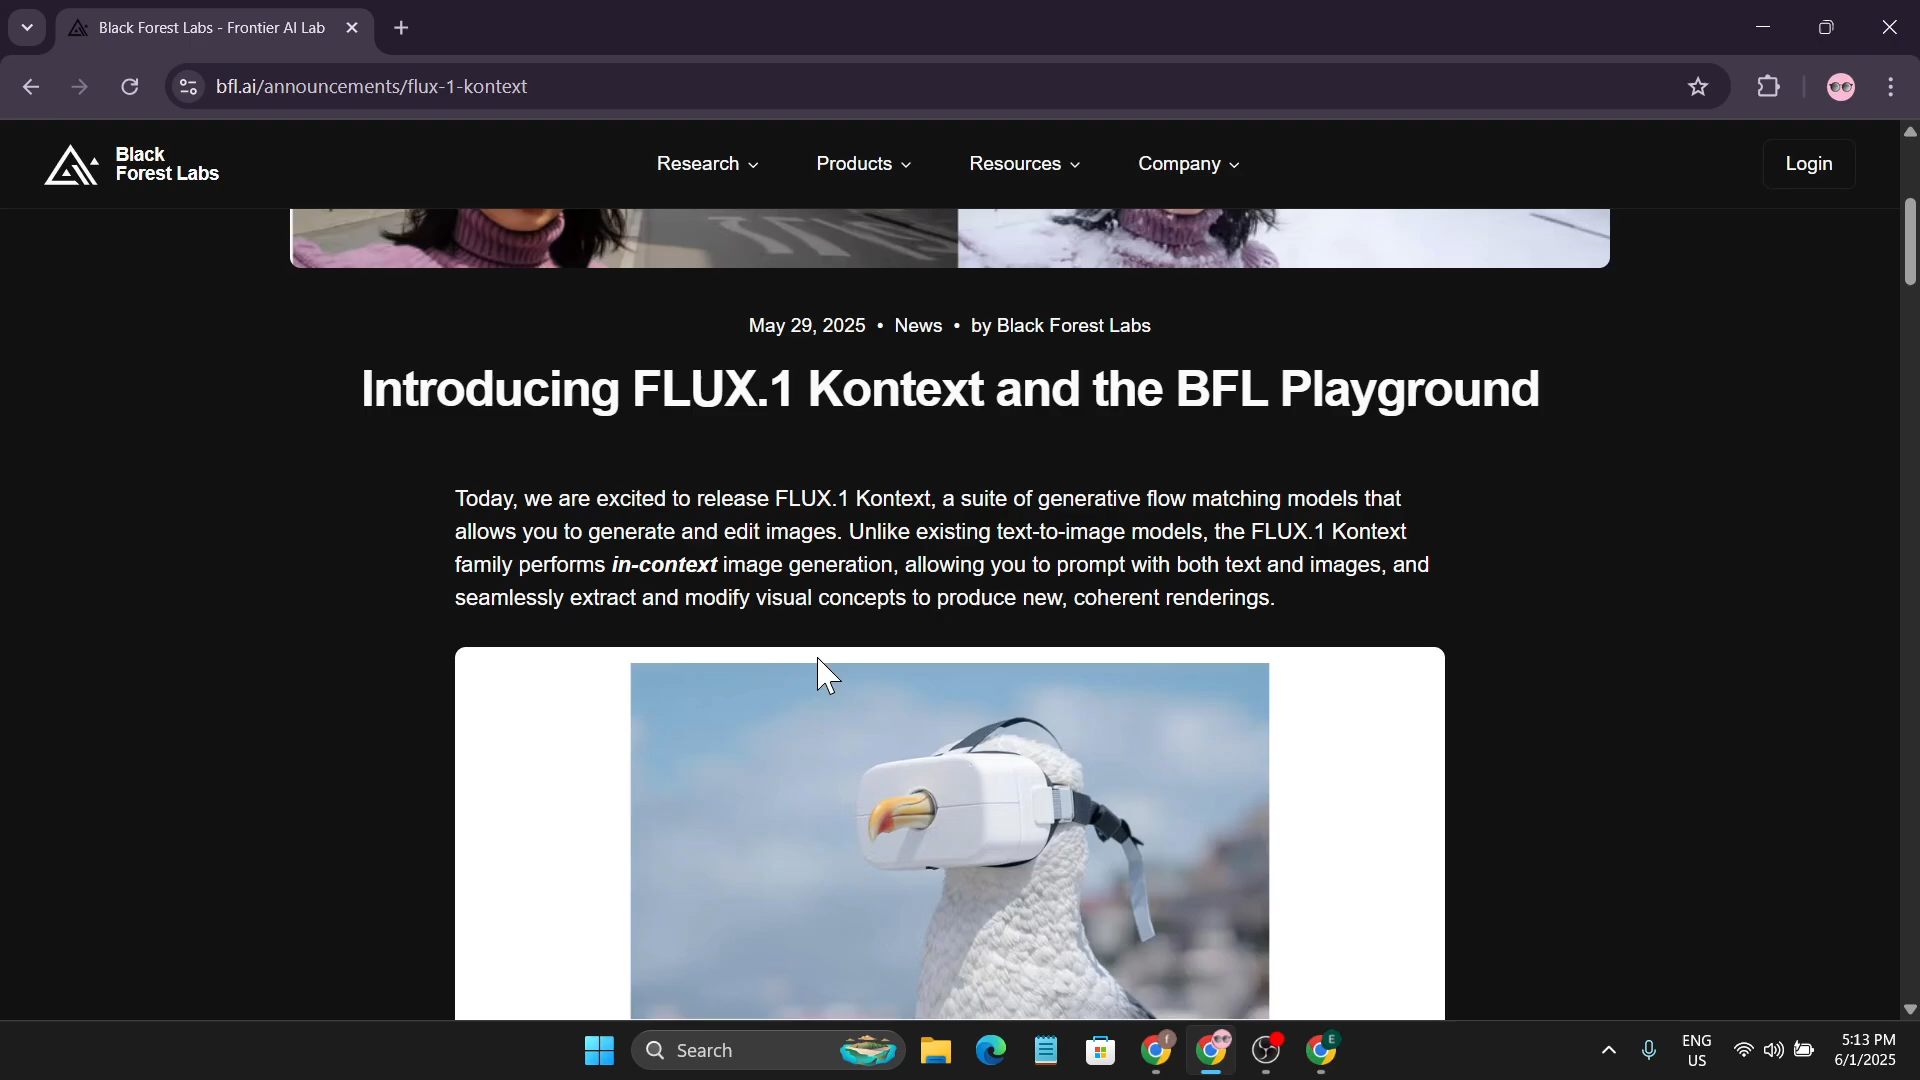 Black Forest Labs - Frontier AI Lab
bfl.ai/announcements/flux-1-kontext
Black
Forest Labs
Research
Products
Resources
Company
Login
May 29, 2025 • News • by Black Forest Labs
Introducing FLUX.1 Kontext and the BFL Playground
Today, we are excited to release FLUX.1 Kontext, a suite of generative flow matching models that
allows you to generate and edit images. Unlike existing text-to-image models, the FLUX.1 Kontext
family performs in-context image generation, allowing you to prompt with both text and images, and
seamlessly extract and modify visual concepts to produce new, coherent renderings.
Search
f
E
ENG
US
5:13 PM
6/1/2025